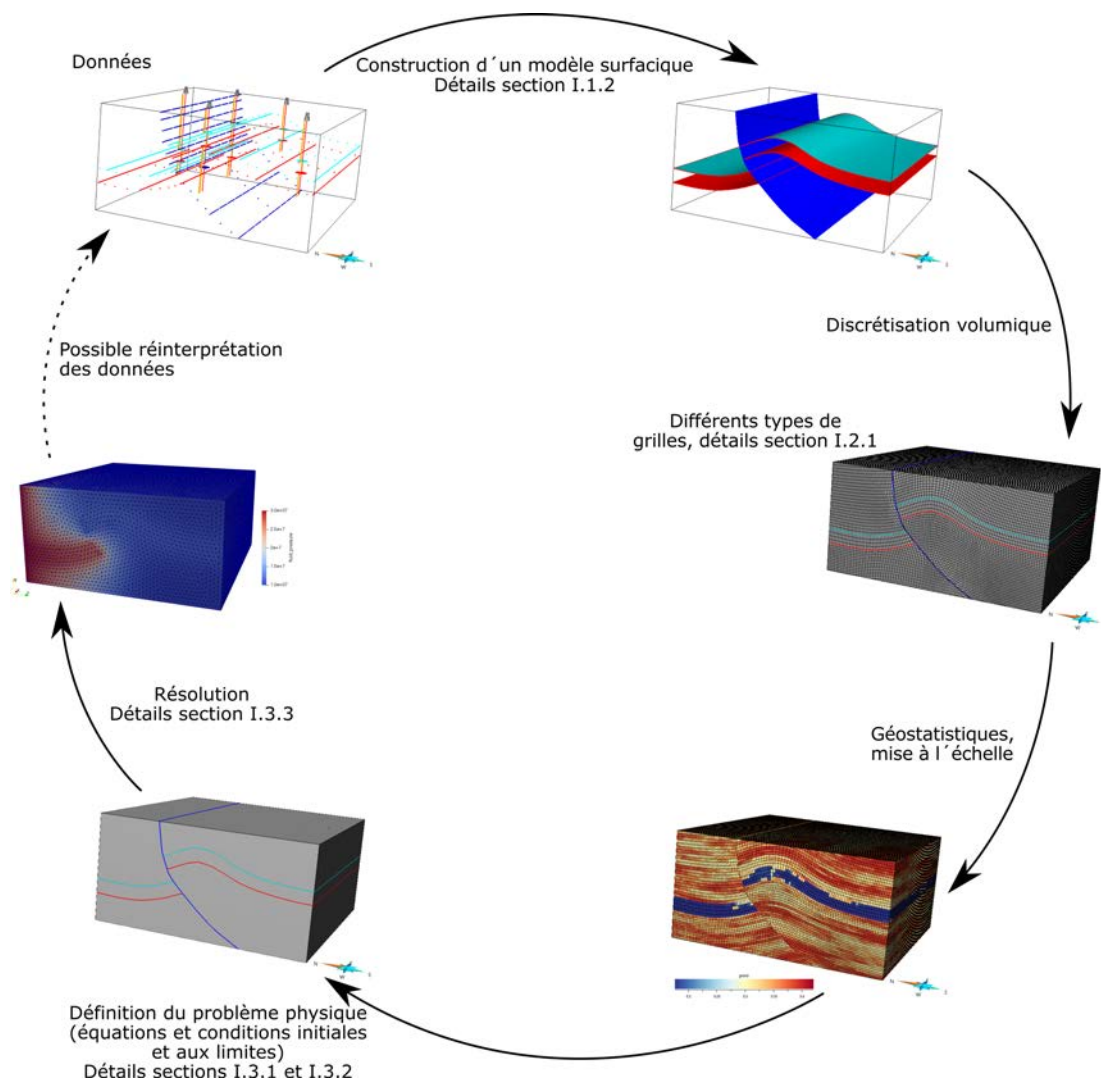 Données
Construction d´un modèle surfacique
Détails section I.1.2
N
W
S
N
W
S
Discrétisation volumique
Possible réinterprétation
des données
Différents types de
grilles, détails section I.2.1
N
W
Résolution
Détails section I.3.3
Géostatistiques,
mise à l´échelle
N
W
S
N
W
S
Définition du problème physique
(équations et conditions initiales
et aux limites)
Détails sections I.3.1 et I.3.2